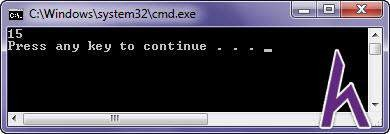 C:\Windows\system32\cmd.exe
15
Press any key to continue . . . _